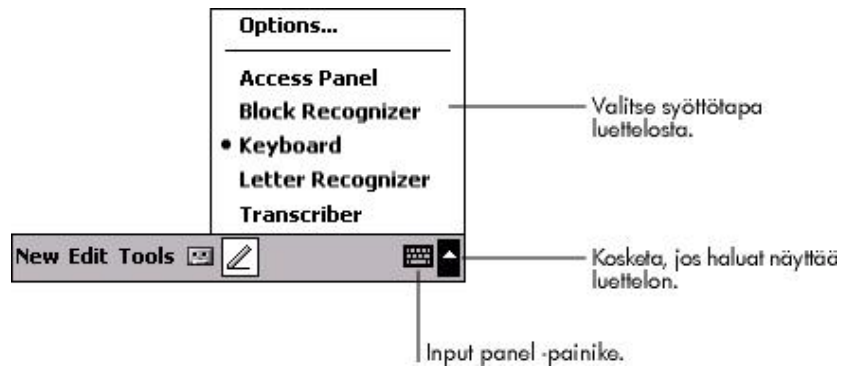 Options...
Access Panel
Block Recognizer
• Keyboard
Letter Recognizer
Transcriber
Valitse syöttötapa
luettelosta.
New Edit Tools
Kosketa, jos haluat näyttää
luettelon.
Input panel -painike.